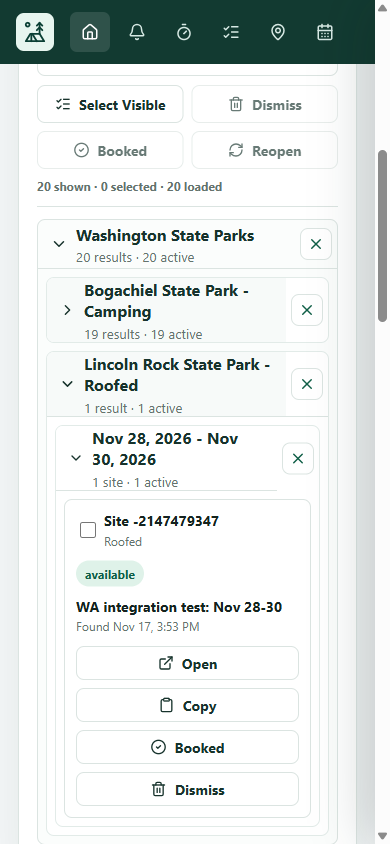 Select Visible
Dismiss
Booked
Reopen
20 shown · 0 selected · 20 loaded
Washington State Parks
20 results · 20 active
Bogachiel State Park -
Camping
19 results · 19 active
Lincoln Rock State Park -
Roofed
1 result · 1 active
Nov 28, 2026 - Nov
30, 2026
1 site · 1 active
Site -2147479347
Roofed
available
WA integration test: Nov 28-30
Found Nov 17, 3:53 PM
Open
Copy
Booked
Dismiss